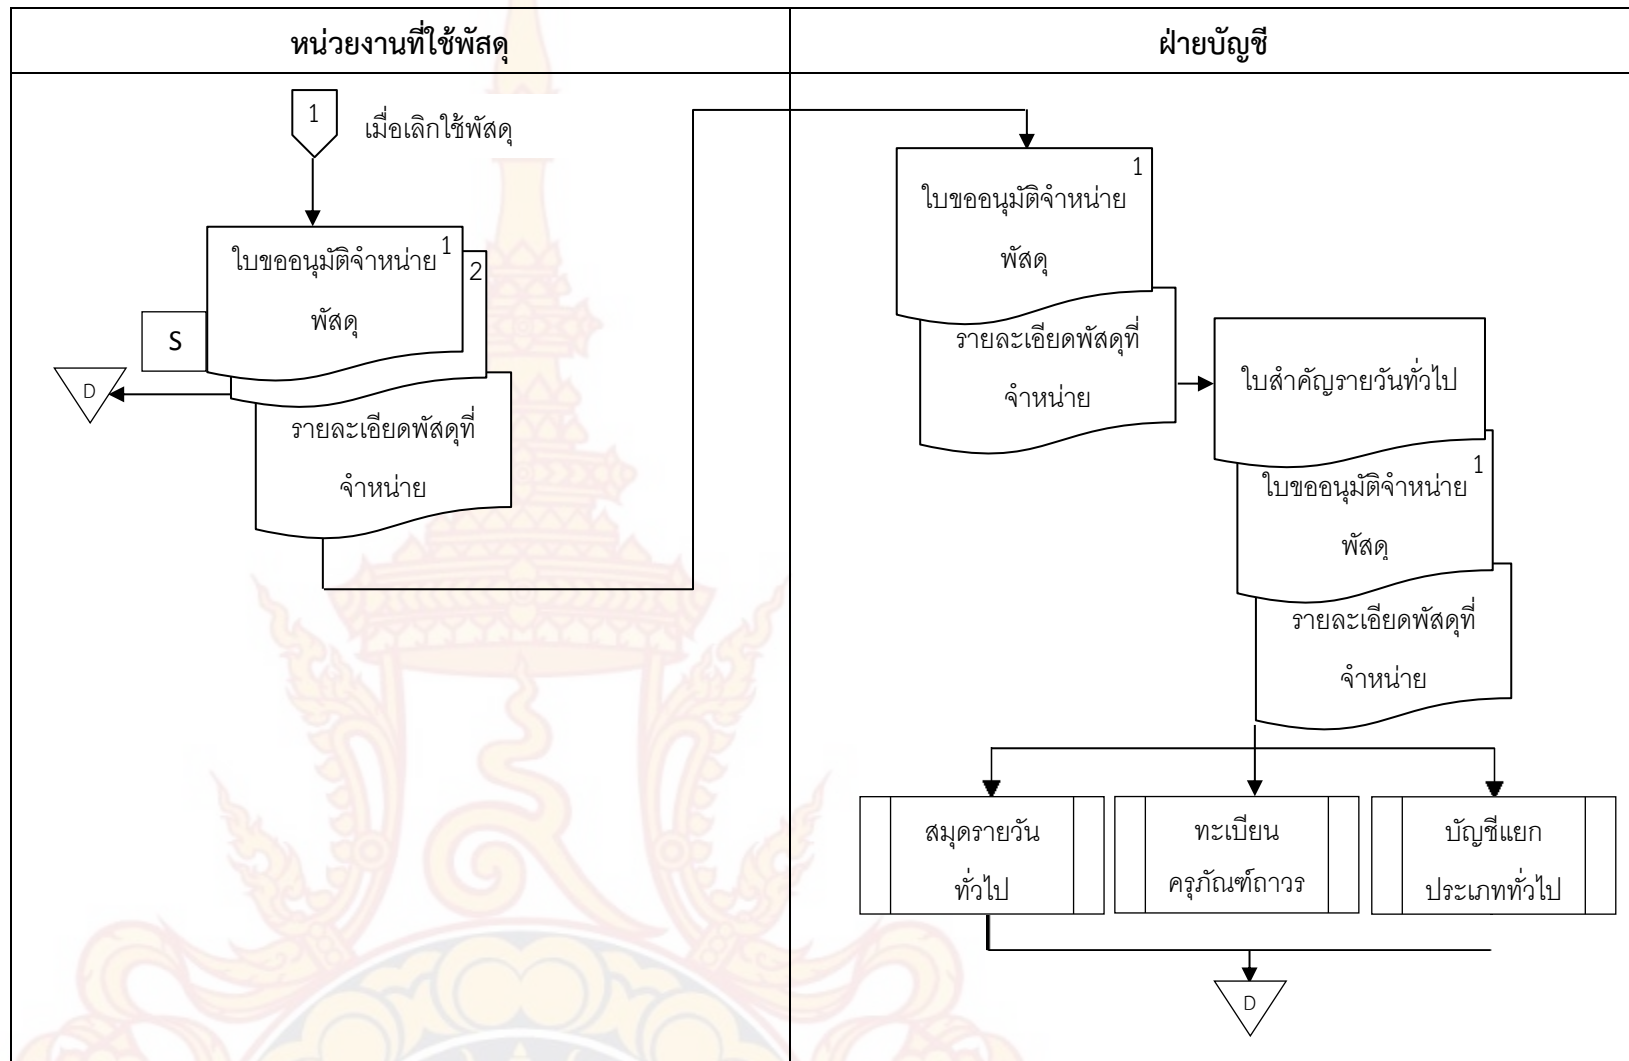 หน่วยงานที่ใช้พัสดุ
ฝ่ายบัญชี
1
เมื่อเลิกใช้พัสดุ
ใบขออนุมัติจำหน่าย
พัสดุ
1
2
S
D
รายละเอียดพัสดุที่
จำหน่าย
1
ใบขออนุมัติจำหน่าย
พัสดุ
รายละเอียดพัสดุที่
จำหน่าย
ใบสำคัญรายวันทั่วไป
1
ใบขออนุมัติจำหน่าย
พัสดุ
รายละเอียดพัสดุที่
จำหน่าย
สมุดรายวัน
ทั่วไป
ทะเบียน
ครุภัณฑ์ถาวร
บัญชีแยก
ประเภททั่วไป
D